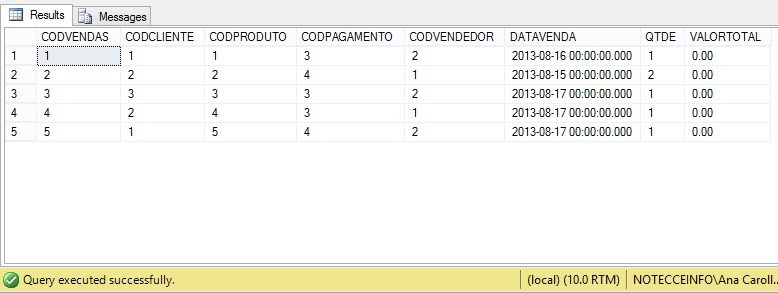 Results Messages
CODVENDAS CODCLIENTE CODPRODUTO CODPAGAMENTO CODVENDEDOR DATAVENDA QTDE VALORTOTAL
1 1 1 1 3 2 2013-08-16 00:00:00.000 1 0.00
2 2 2 2 4 1 2013-08-15 00:00:00.000 2 0.00
3 3 3 3 3 2 2013-08-17 00:00:00.000 1 0.00
4 4 2 4 3 1 2013-08-17 00:00:00.000 1 0.00
5 5 1 5 4 2 2013-08-17 00:00:00.000 1 0.00
Query executed successfully. (local) (10.0 RTM) NOTECCEINFO\Ana Caroll...